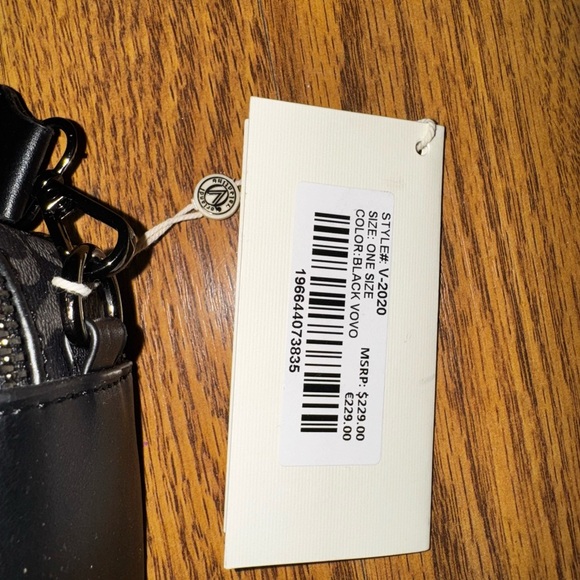 STYLE#: V-2020
SIZE: ONE SIZE
COLOR:BLACK VOVO
MSRP: $229.00
€229.00
196644073835